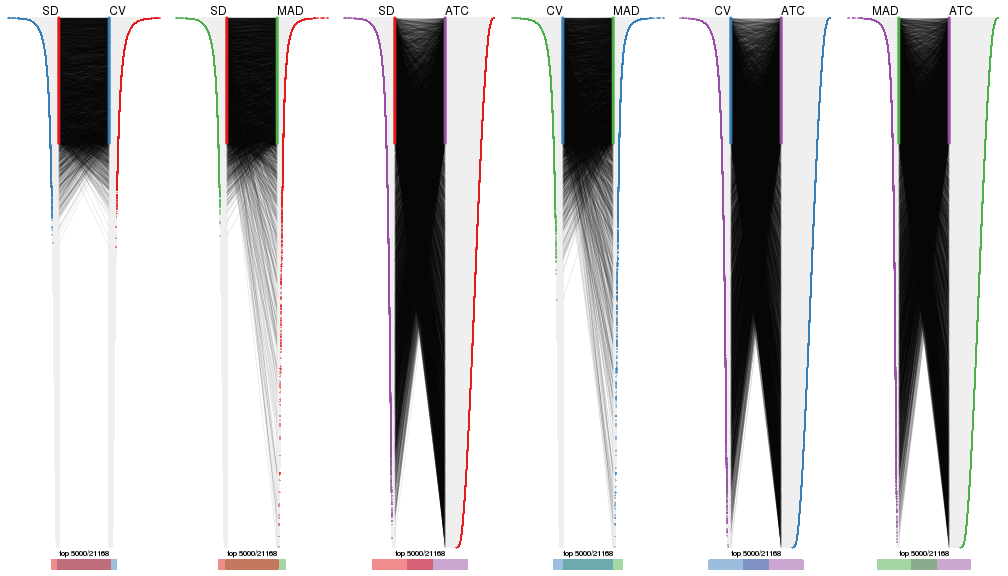 SD CV
SD MAD
SD ATC
CV MAD
CV ATC
MAD ATC
top 5000/21168
top 5000/21168
top 5000/21168
top 5000/21168
top 5000/21168
top 5000/21168